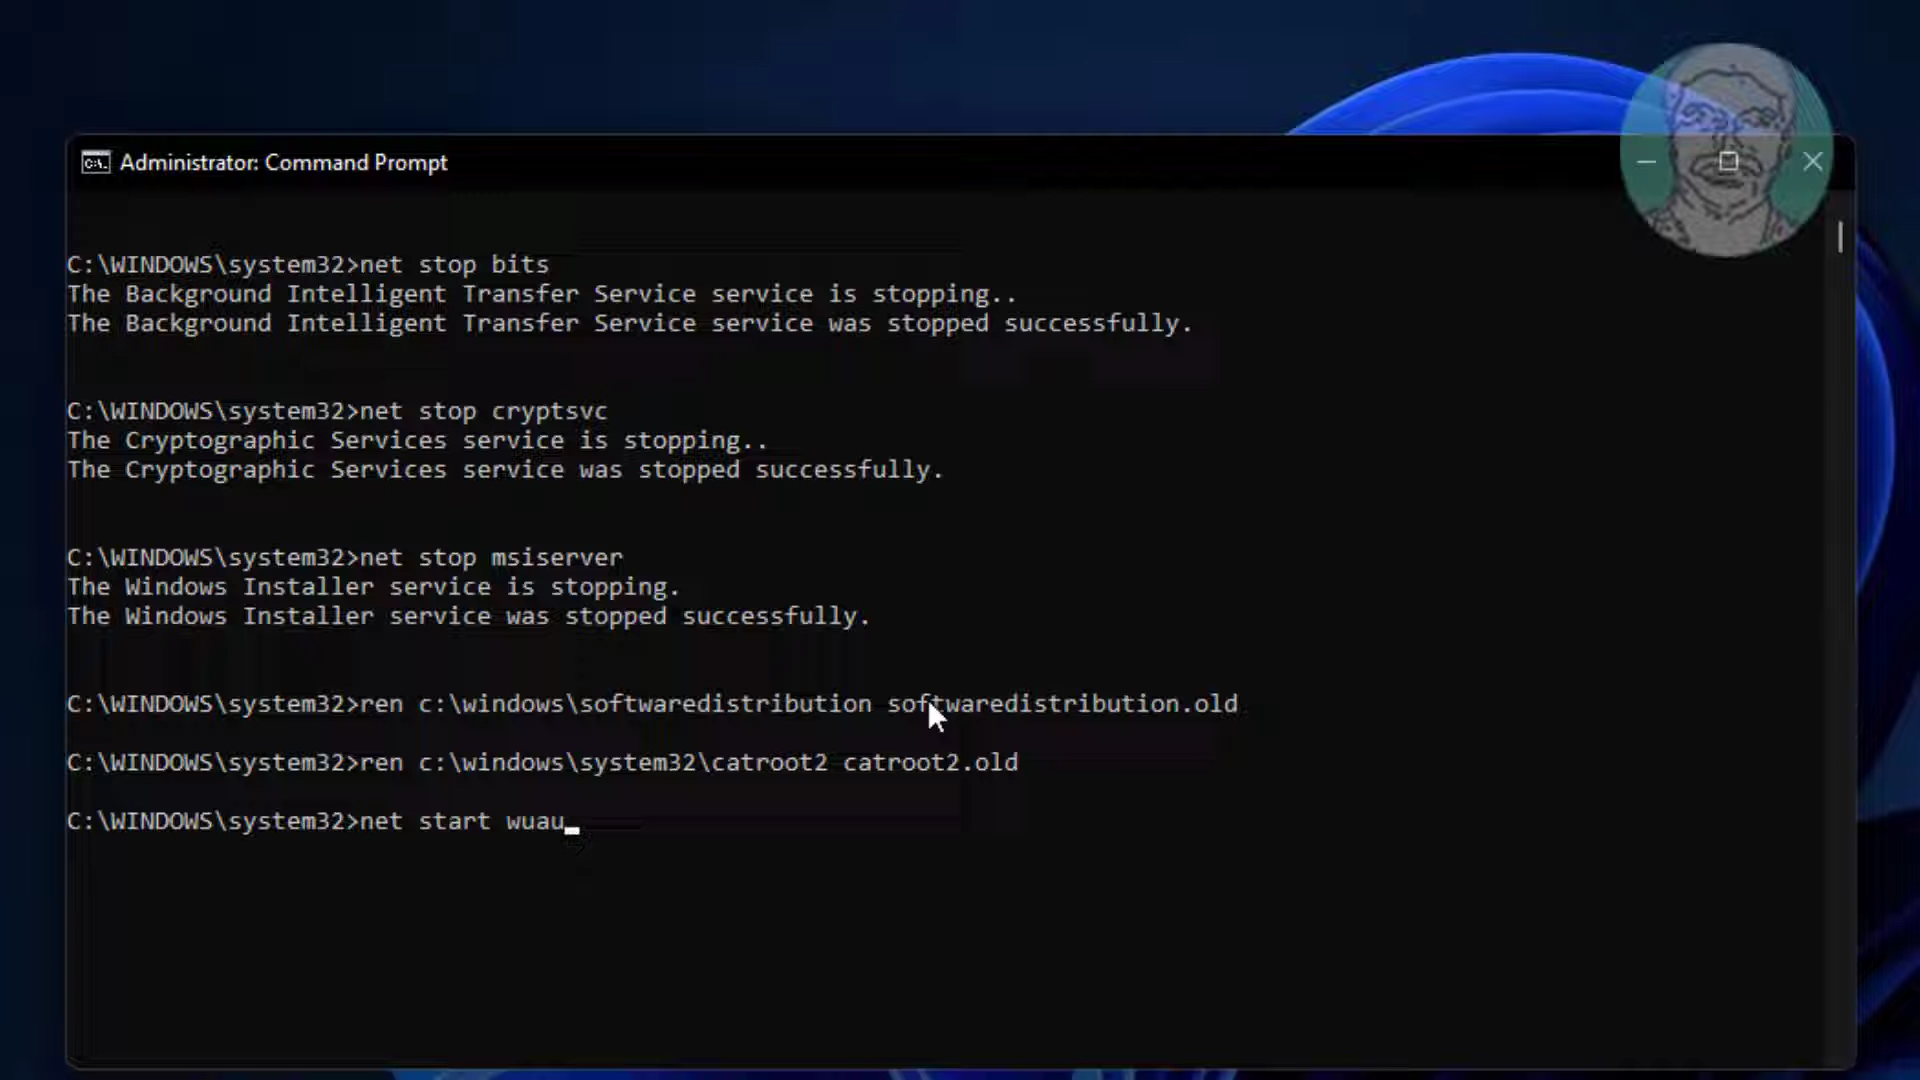 Administrator: Command Prompt
C:\WINDOWS\system32>net stop bits
The Background Intelligent Transfer Service service is stopping..
The Background Intelligent Transfer Service service was stopped successfully.
C:\WINDOWS\system32>net stop cryptsvc
The Cryptographic Services service is stopping..
The Cryptographic Services service was stopped successfully.
C:\WINDOWS\system32>net stop msiserver
The Windows Installer service is stopping.
The Windows Installer service was stopped successfully.
C:\WINDOWS\system32>ren c:\windows\softwaredistribution softwaredistribution.old
C:\WINDOWS\system32>ren c:\windows\system32\catroot2 catroot2.old
C:\WINDOWS\system32>net start wuau